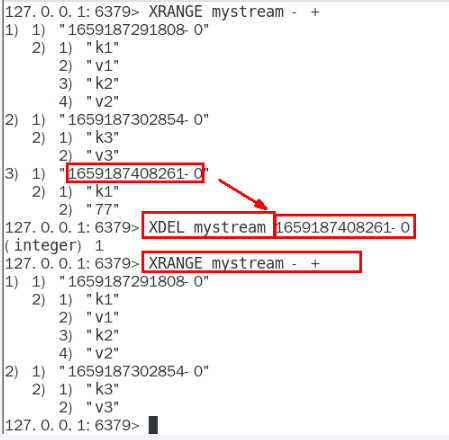 127.0.0.1:6379> XRANGE mystream - +
1) 1) "1659187291808-0"
   2) 1) "k1"
      2) "v1"
      3) "k2"
      4) "v2"
2) 1) "1659187302854-0"
   2) 1) "k3"
      2) "v3"
3) 1) "1659187408261-0"
   2) 1) "k1"
      2) "77"
127.0.0.1:6379> XDEL mystream 1659187408261-0
(integer) 1
127.0.0.1:6379> XRANGE mystream - +
1) 1) "1659187291808-0"
   2) 1) "k1"
      2) "v1"
      3) "k2"
      4) "v2"
2) 1) "1659187302854-0"
   2) 1) "k3"
      2) "v3"
127.0.0.1:6379>